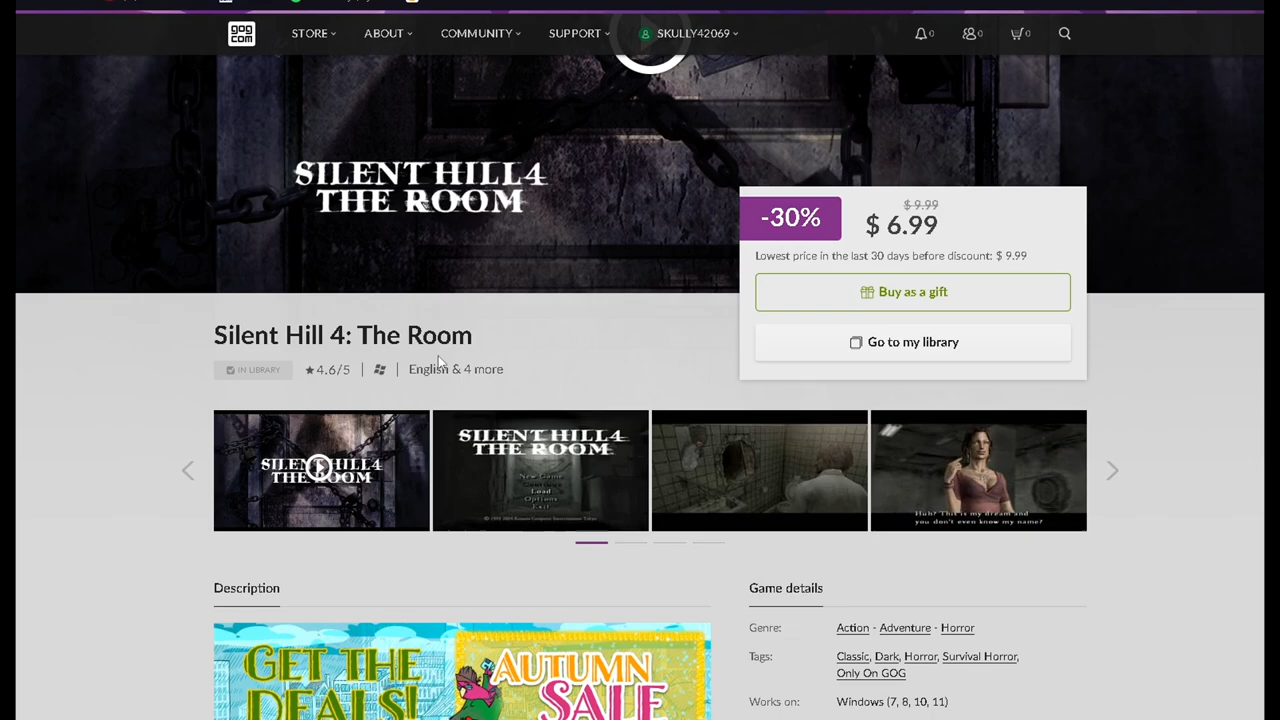 gog
com
STORE
ABOUT
COMMUNITY
SUPPORT
SKULLY42069
0
0
0
SILENT HILL 4
THE ROOM
-30%
$ 9.99
$ 6.99
Lowest price in the last 30 days before discount: $ 9.99
Buy as a gift
Go to my library
Silent Hill 4: The Room
IN LIBRARY
4.6/5
English & 4 more
SILENT HILL 4
THE ROOM
SILENT HILL 4
THE ROOM
New Game
Continue
Load
Options
Exit
Huh? This is my dream and
you don't even know my name?
Description
Game details
GET THE
DEALS!
AUTUMN
SALE
Genre:
Action - Adventure - Horror
Tags:
Classic, Dark, Horror, Survival Horror,
Only On GOG
Works on:
Windows (7, 8, 10, 11)